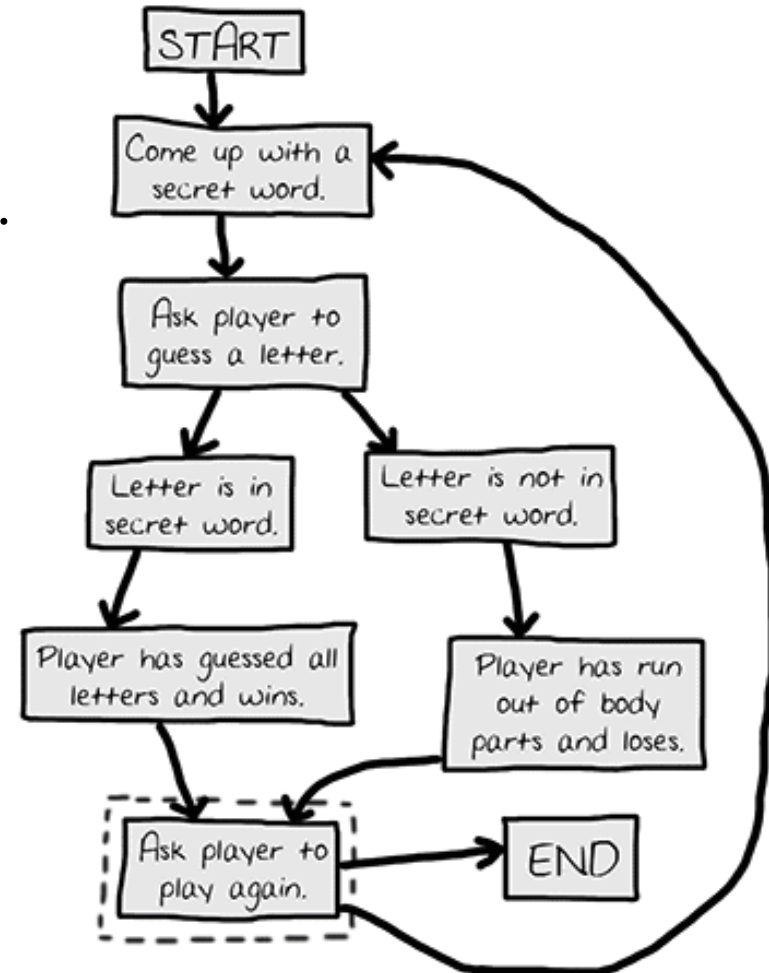 START
Come up with a
secret word.
Ask player to
guess a letter.
Letter is in
secret word.
Letter is not in
secret word.
Player has guessed all
letters and wins.
Player has run
out of body
parts and loses.
Ask player to
play again.
END